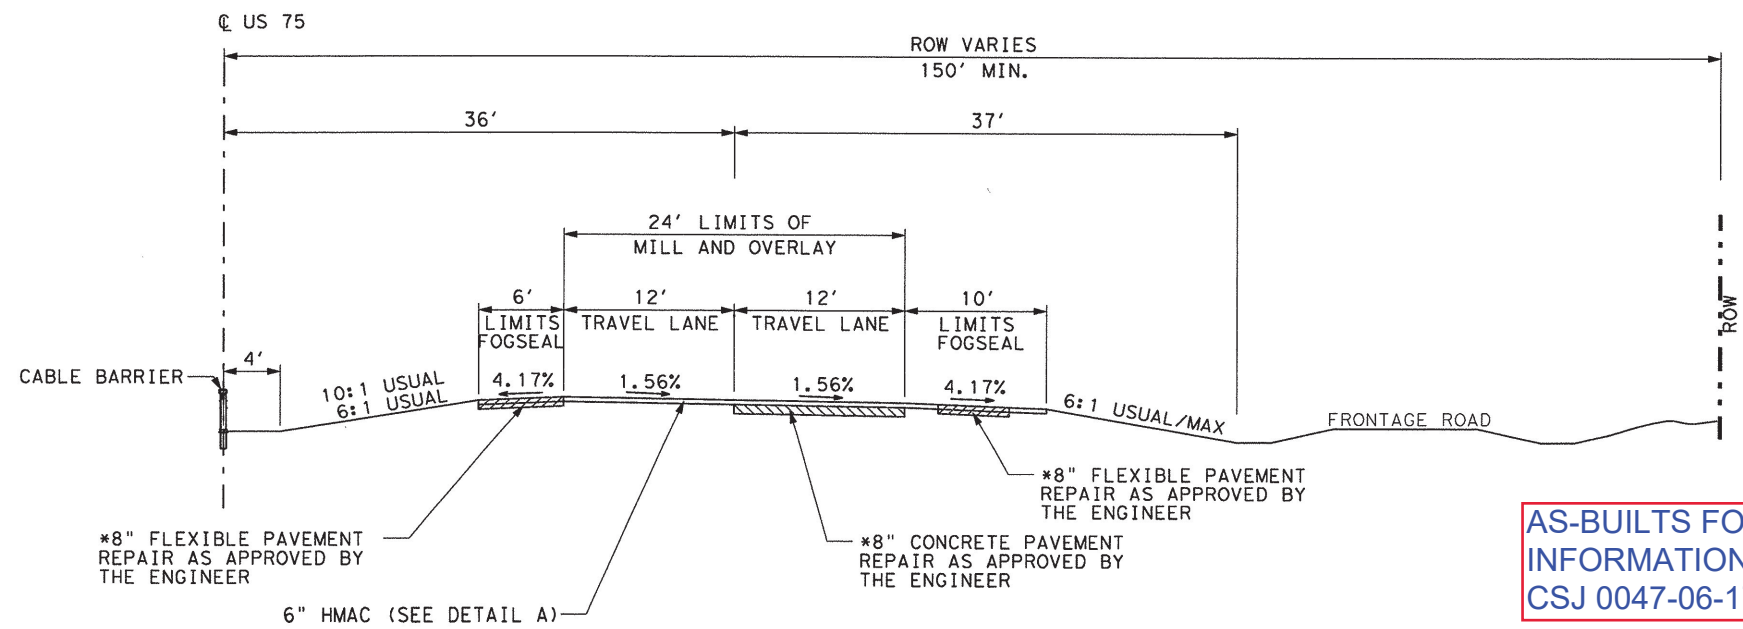 ℄ US 75
ROW VARIES
150' MIN.
36'
37'
24' LIMITS OF
MILL AND OVERLAY
6'
12'
12'
10'
LIMITS
FOGSEAL
TRAVEL LANE
TRAVEL LANE
LIMITS
FOGSEAL
ROW
4'
CABLE BARRIER
10:1 USUAL
6:1 USUAL
4.17%
1.56%
1.56%
4.17%
6:1 USUAL/MAX
FRONTAGE ROAD
*8" FLEXIBLE PAVEMENT
REPAIR AS APPROVED BY
THE ENGINEER
*8" FLEXIBLE PAVEMENT
REPAIR AS APPROVED BY
THE ENGINEER
*8" CONCRETE PAVEMENT
REPAIR AS APPROVED BY
THE ENGINEER
6" HMAC (SEE DETAIL A)
AS-BUILTS FO
INFORMATION
CSJ 0047-06-1